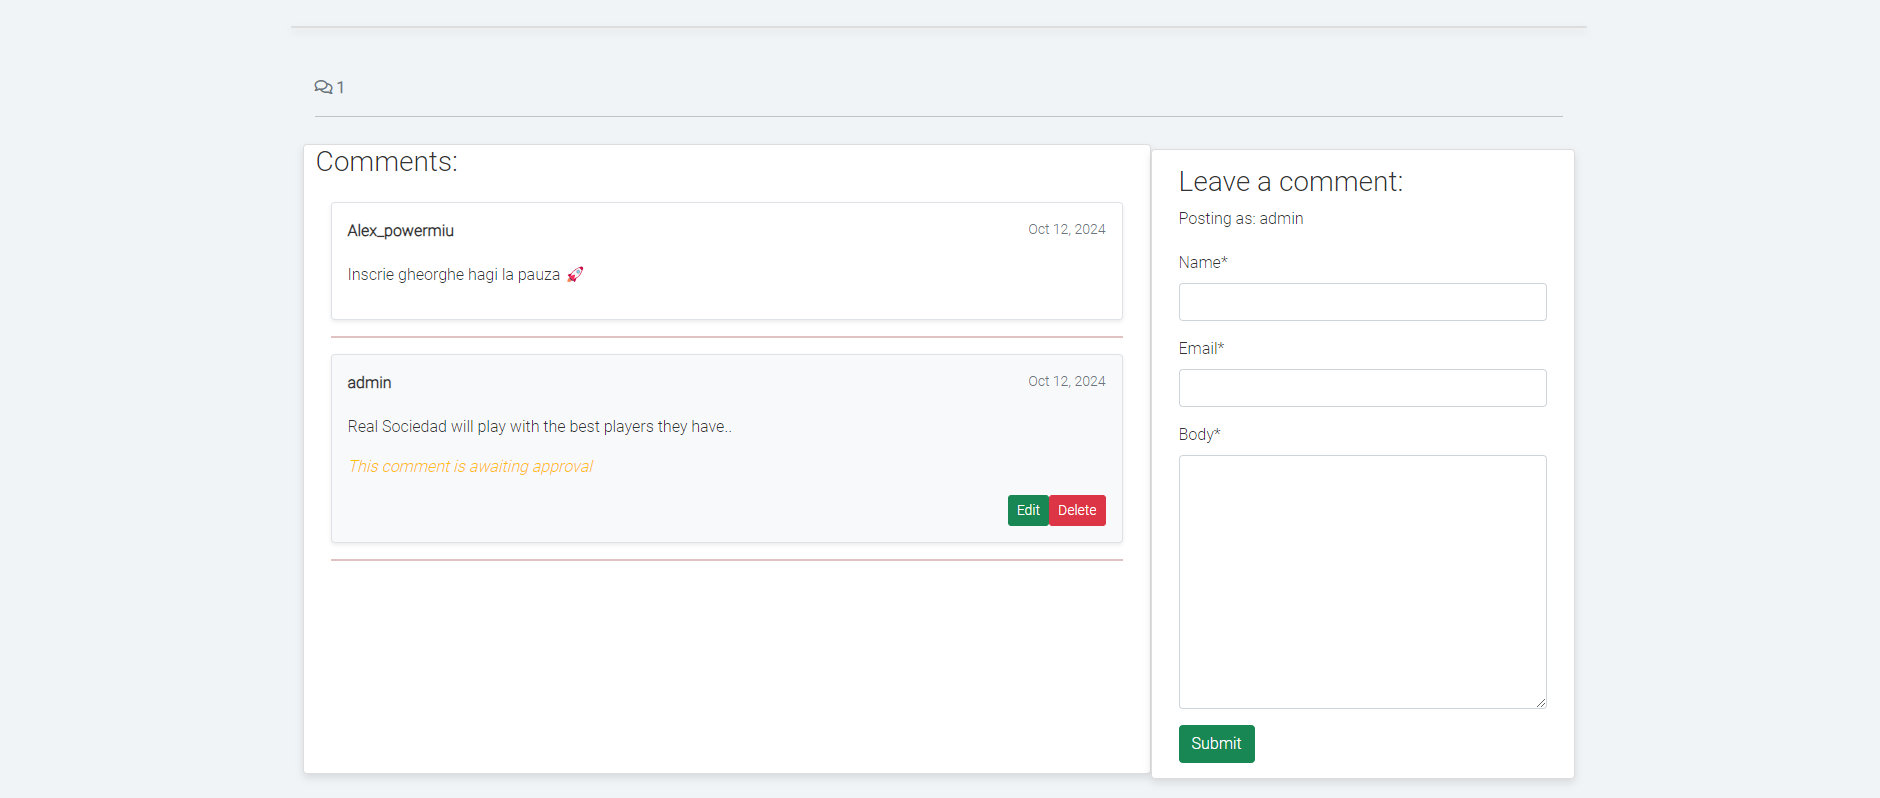 1
Comments:
Alex_powermiu
Oct 12, 2024
Inscrie gheorghe hagi la pauza 🚀
admin
Oct 12, 2024
Real Sociedad will play with the best players they have..
This comment is awaiting approval
Edit Delete
Leave a comment:
Posting as: admin
Name*
Email*
Body*
Submit